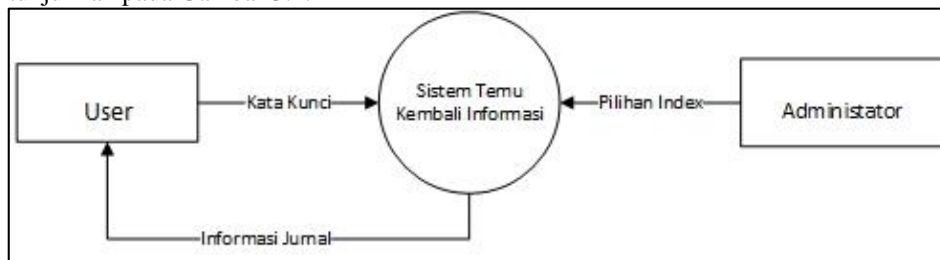 User
Kata Kunci
Sistem Temu
Kembali Informasi
Pilihan Index
Administator
Informasi Jurnal